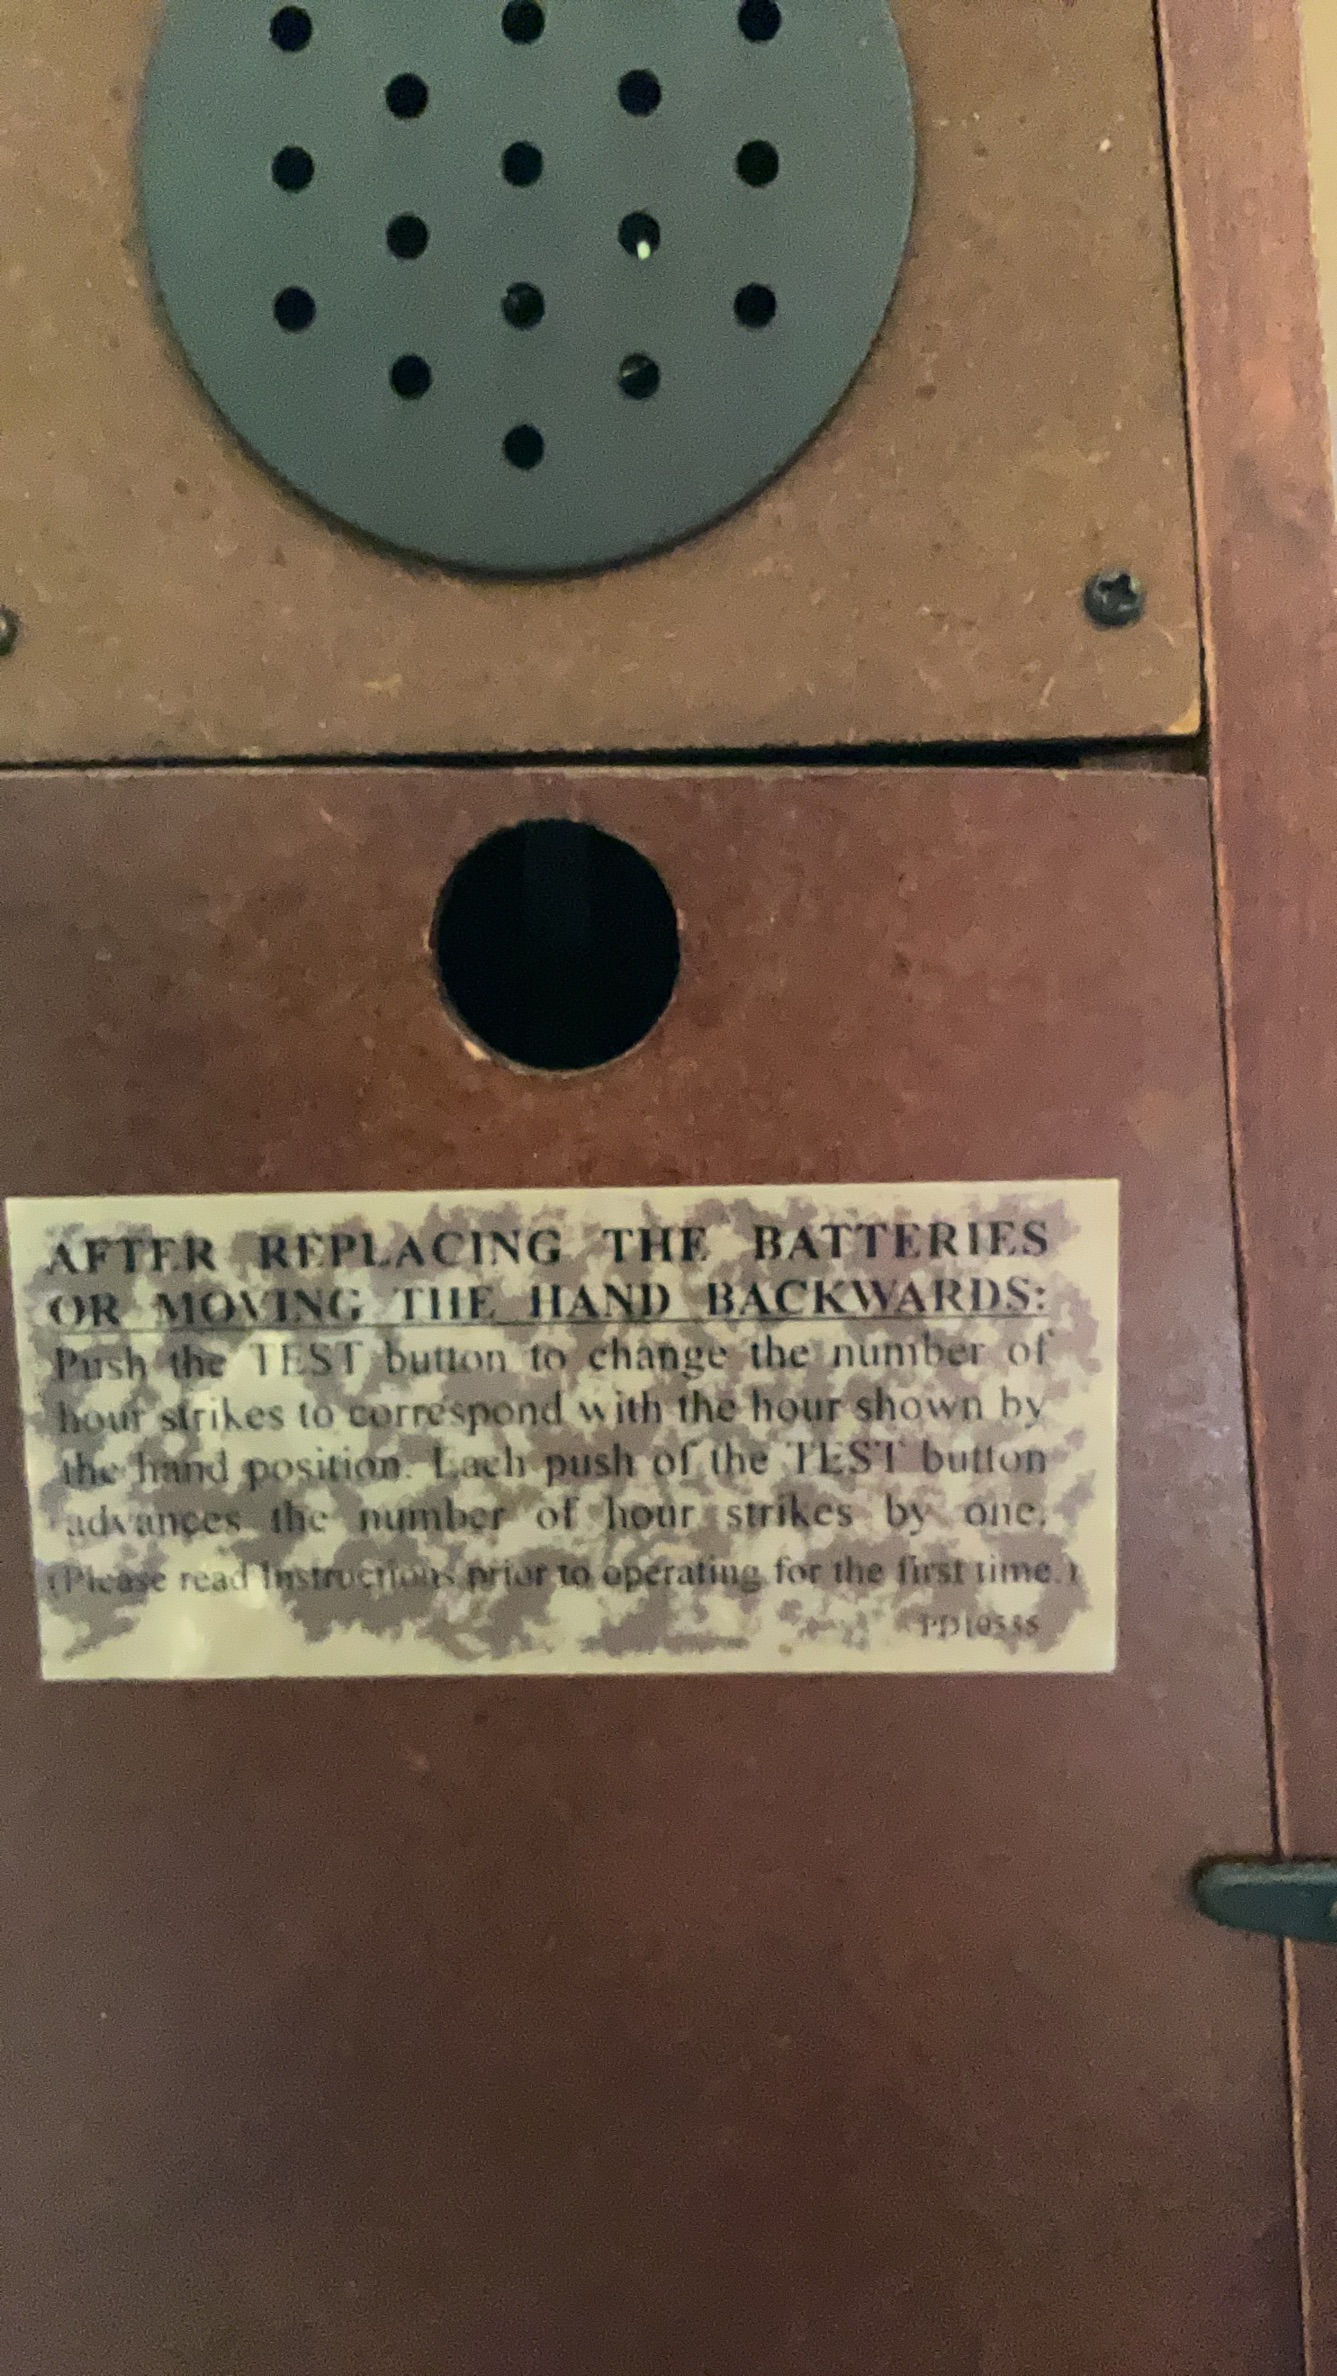 AFTER REPLACING THE BATTERIES
OR MOVING THE HAND BACKWARDS:
Push the TEST button to change the number of
hour strikes to correspond with the hour shown by
the hand position. Each push of the TEST button
advances the number of hour strikes by one.
(Please read Instructions prior to operating for the first time.)